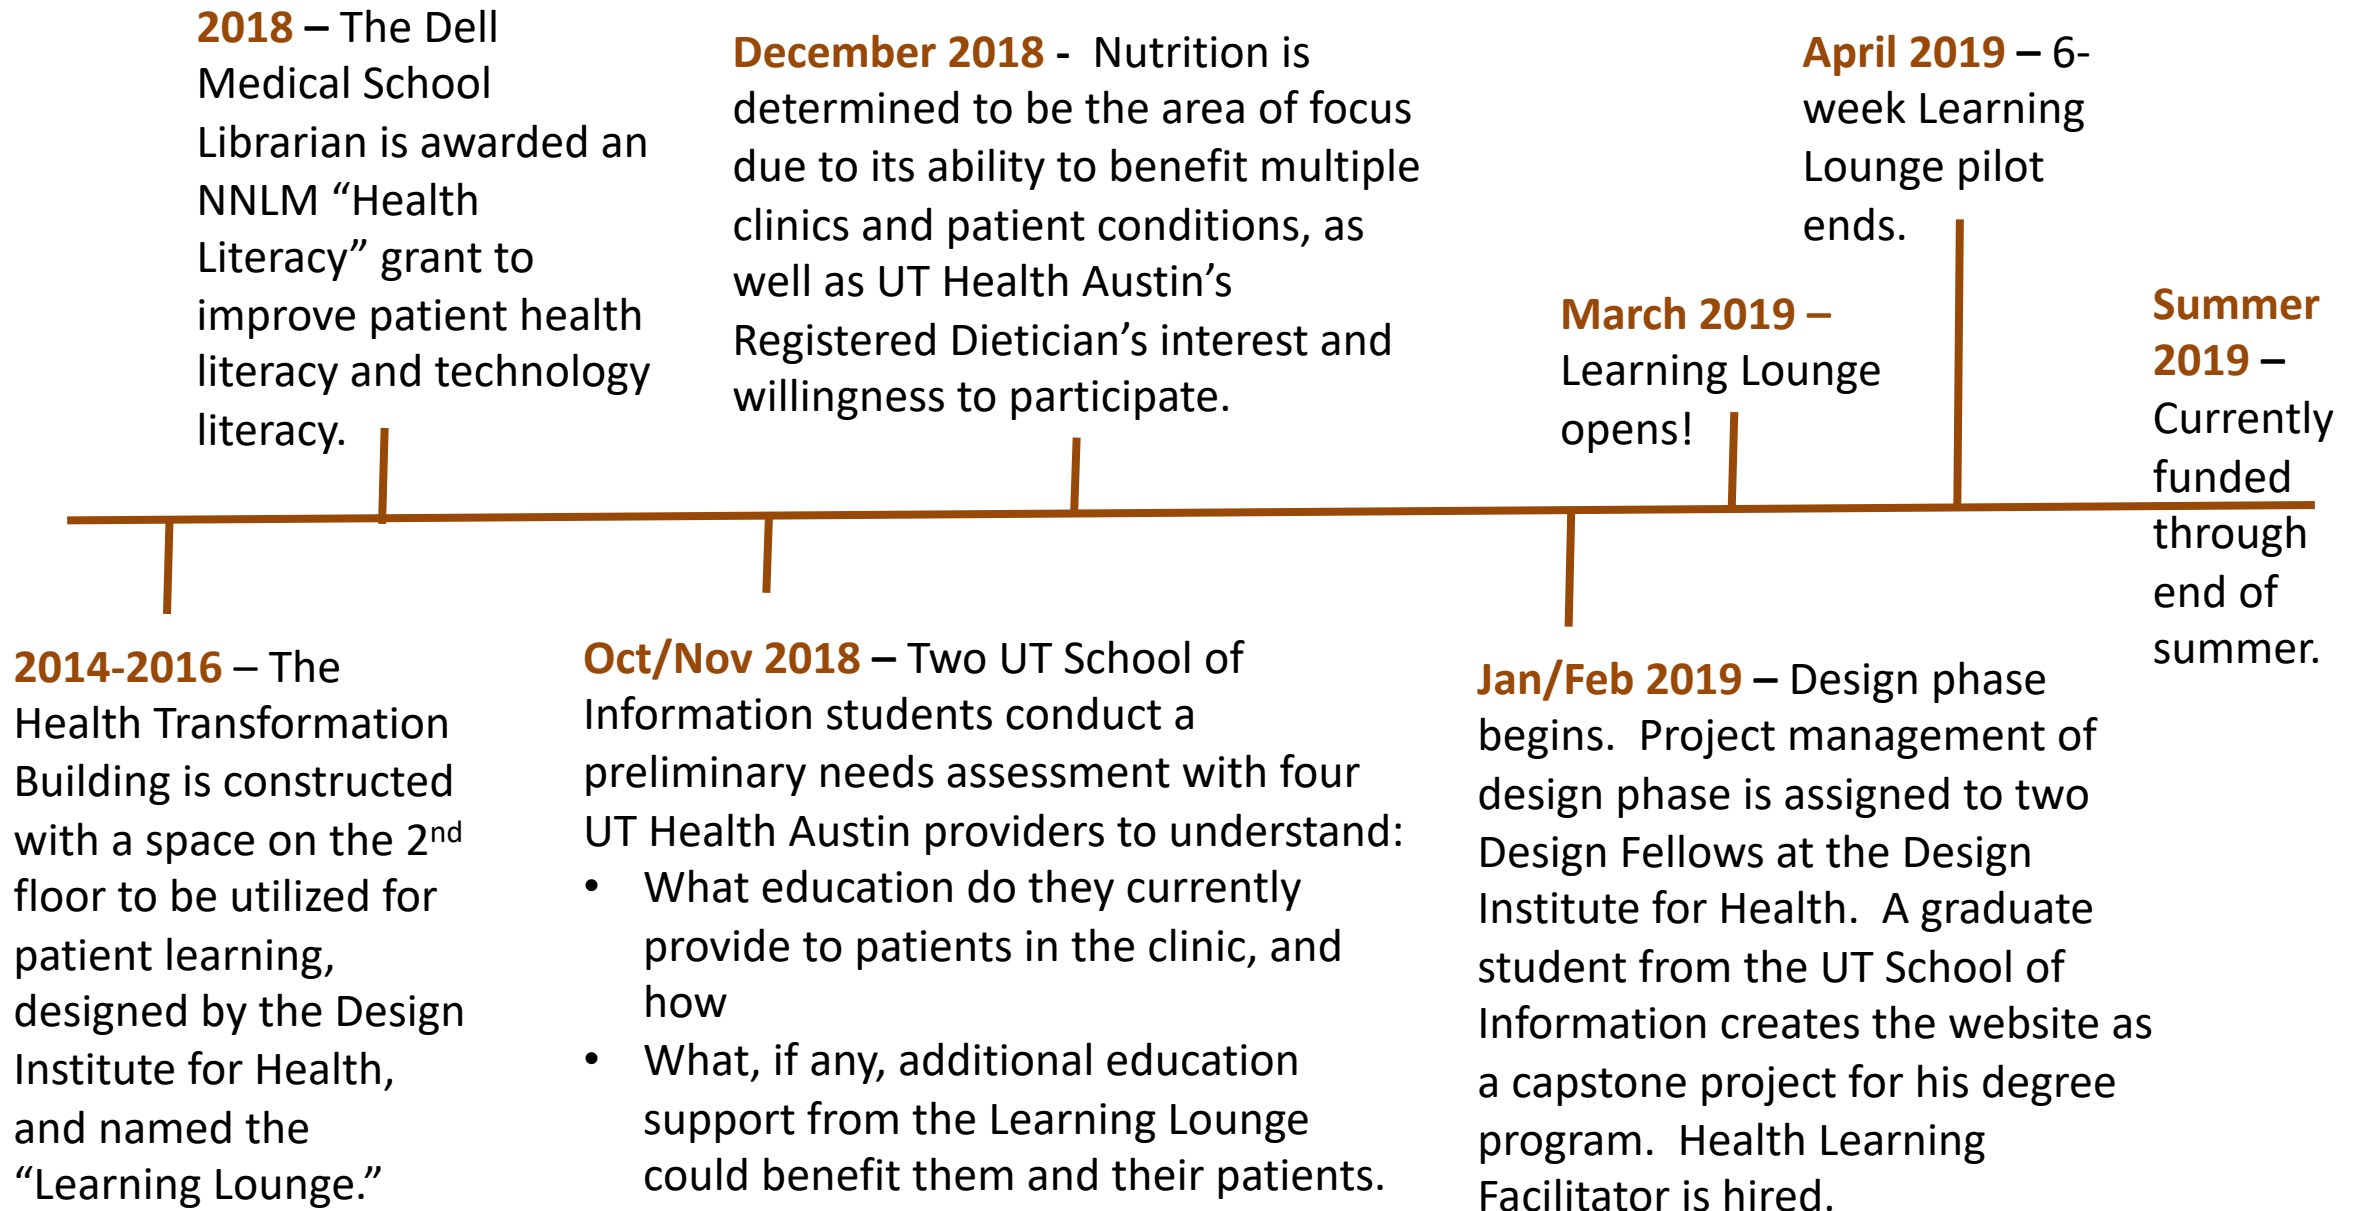 2018 – The Dell
Medical School
Librarian is awarded an
NNLM “Health
Literacy” grant to
improve patient health
literacy and technology
literacy.
December 2018 -  Nutrition is
determined to be the area of focus
due to its ability to benefit multiple
clinics and patient conditions, as
well as UT Health Austin’s
Registered Dietician’s interest and
willingness to participate.
March 2019 –
Learning Lounge
opens!
April 2019 – 6-
week Learning
Lounge pilot
ends.
Summer
2019 –
Currently
funded
through
end of
summer.
2014-2016 – The
Health Transformation
Building is constructed
with a space on the 2nd
floor to be utilized for
patient learning,
designed by the Design
Institute for Health,
and named the
“Learning Lounge.”
Oct/Nov 2018 – Two UT School of
Information students conduct a
preliminary needs assessment with four
UT Health Austin providers to understand:
• What education do they currently
provide to patients in the clinic, and
how
• What, if any, additional education
support from the Learning Lounge
could benefit them and their patients.
Jan/Feb 2019 – Design phase
begins.  Project management of
design phase is assigned to two
Design Fellows at the Design
Institute for Health.  A graduate
student from the UT School of
Information creates the website as
a capstone project for his degree
program.  Health Learning
Facilitator is hired.